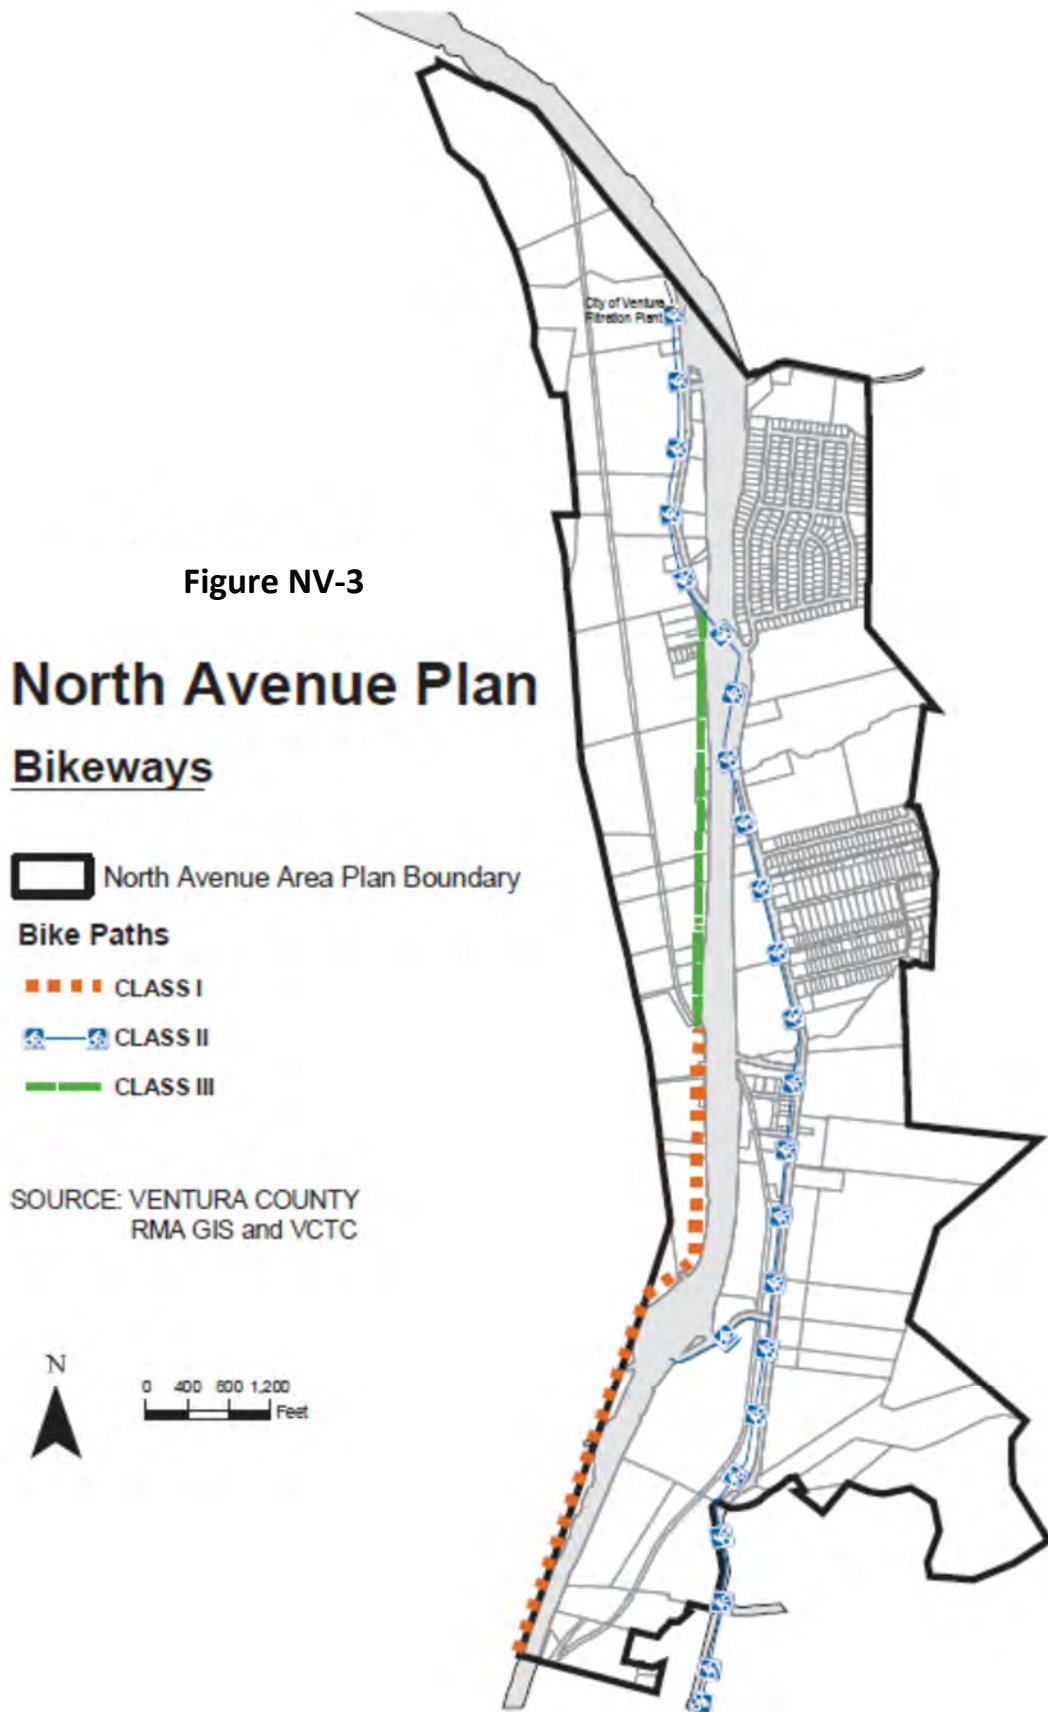 City of Ventura
Filtration Plant
Figure NV-3
North Avenue Plan
Bikeways
North Avenue Area Plan Boundary
Bike Paths
CLASS I
CLASS II
CLASS III
SOURCE: VENTURA COUNTY
RMA GIS and VCTC
N
0 400 800 1,200
Feet